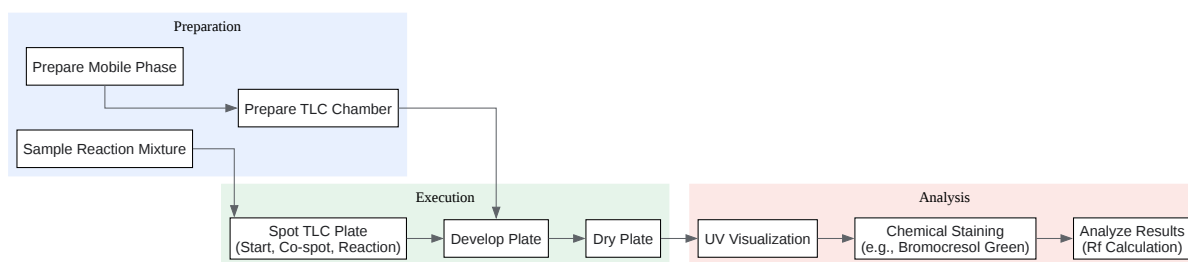 Preparation
Prepare Mobile Phase
Prepare TLC Chamber
Sample Reaction Mixture
Execution
Spot TLC Plate
(Start, Co-spot, Reaction)
Develop Plate
Dry Plate
Analysis
UV Visualization
Chemical Staining
(e.g., Bromocresol Green)
Analyze Results
(Rf Calculation)